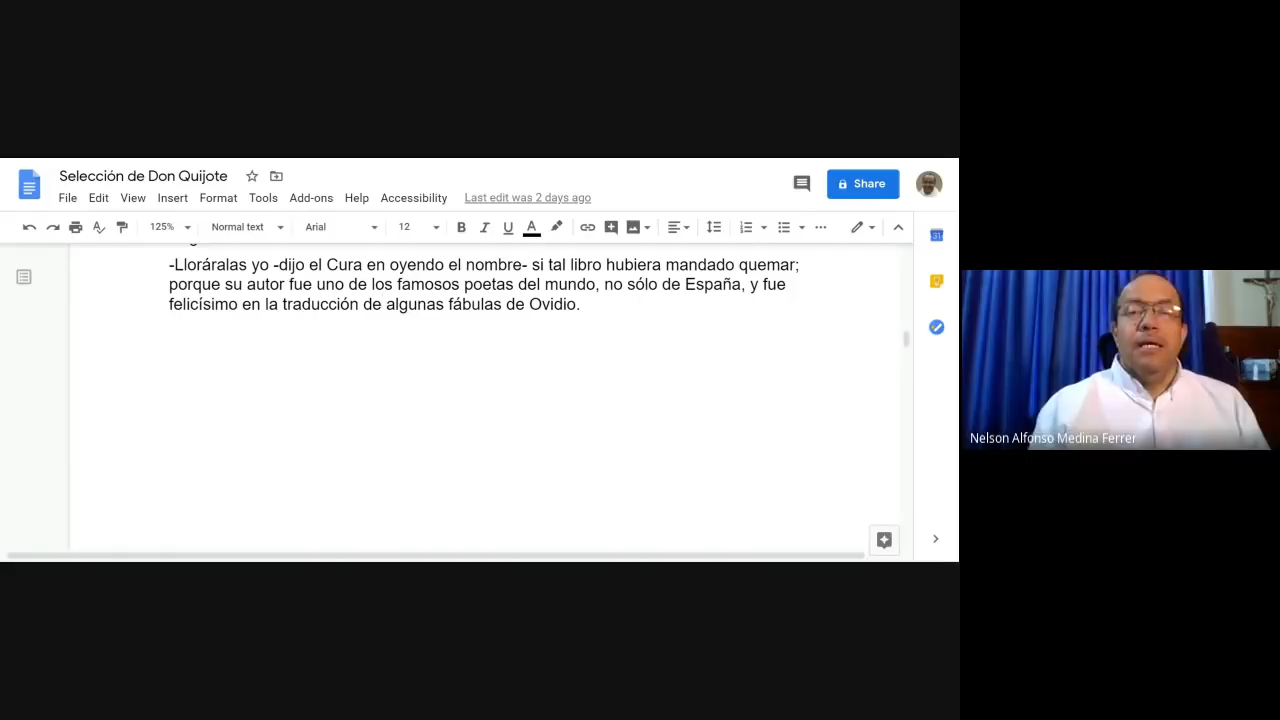 Selección de Don Quijote
File Edit View Insert Format Tools Add-ons Help Accessibility Last edit was 2 days ago
Share
125% Normal text Arial 12 B I U A
-Lloráralas yo -dijo el Cura en oyendo el nombre- si tal libro hubiera mandado quemar;
porque su autor fue uno de los famosos poetas del mundo, no sólo de España, y fue
felicísimo en la traducción de algunas fábulas de Ovidio.
31
Nelson Alfonso Medina Ferrer